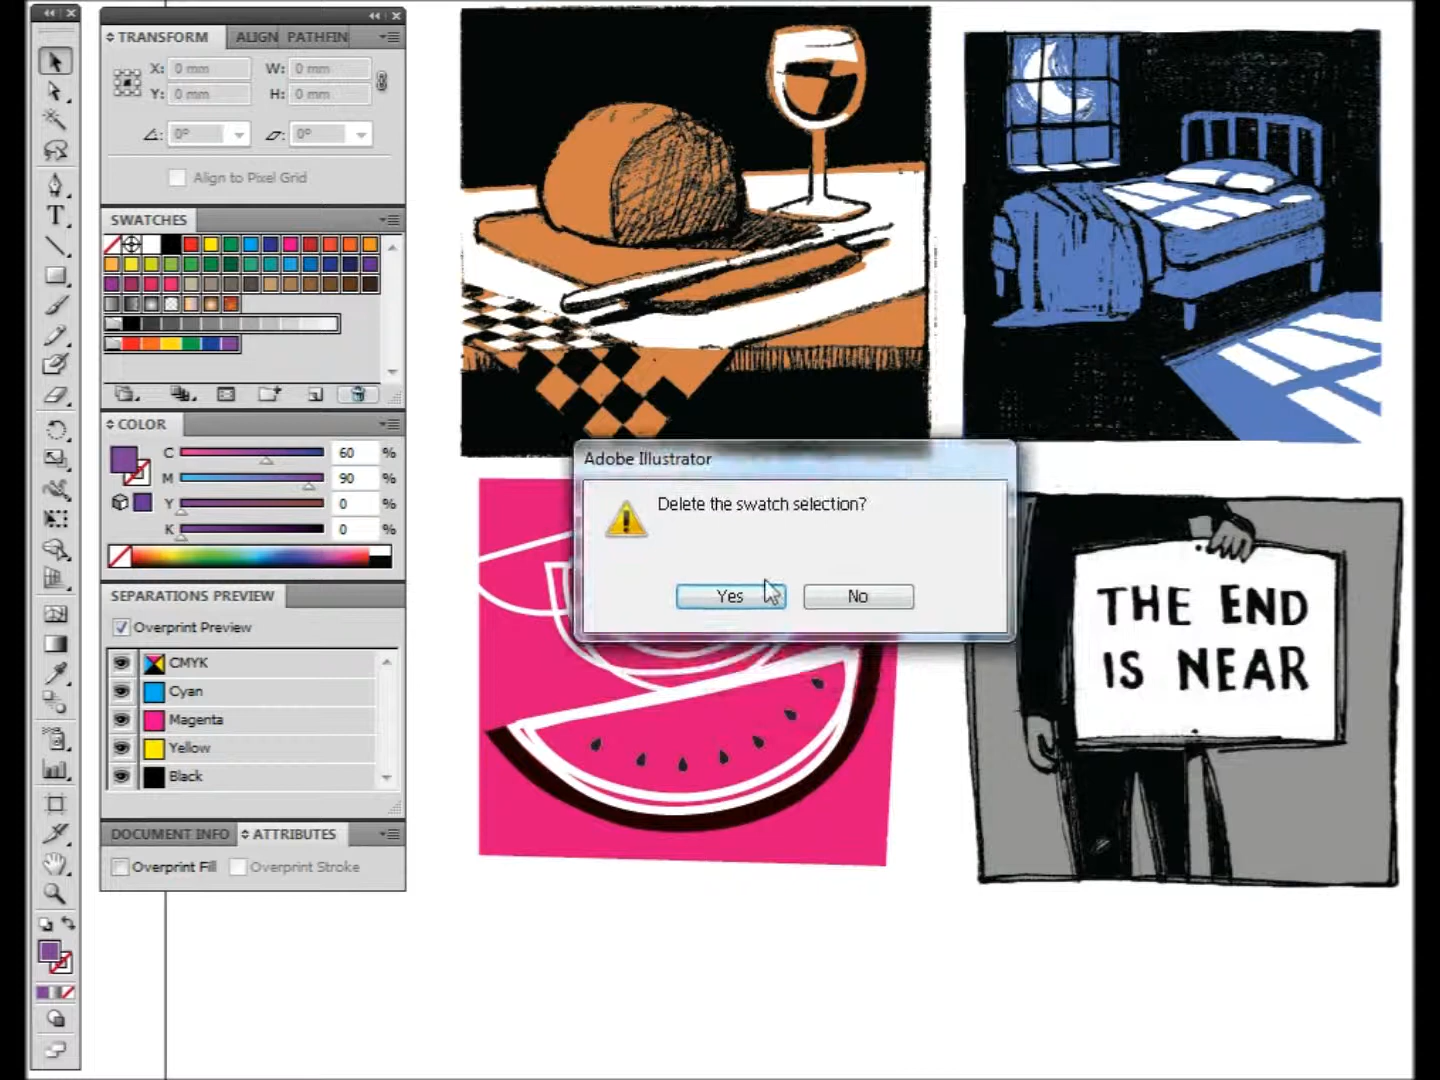 TRANSFORM ALIGN PATHFIN
X: 0 mm W: 0 mm
Y: 0 mm H: 0 mm
0° 0°
Align to Pixel Grid
SWATCHES
COLOR
C 60 %
M 90 %
Y 0 %
K 0 %
SEPARATIONS PREVIEW
Overprint Preview
CMYK
Cyan
Magenta
Yellow
Black
DOCUMENT INFO ATTRIBUTES
Overprint Fill Overprint Stroke
T
Adobe Illustrator
Delete the swatch selection?
Yes No
THE END
IS NEAR